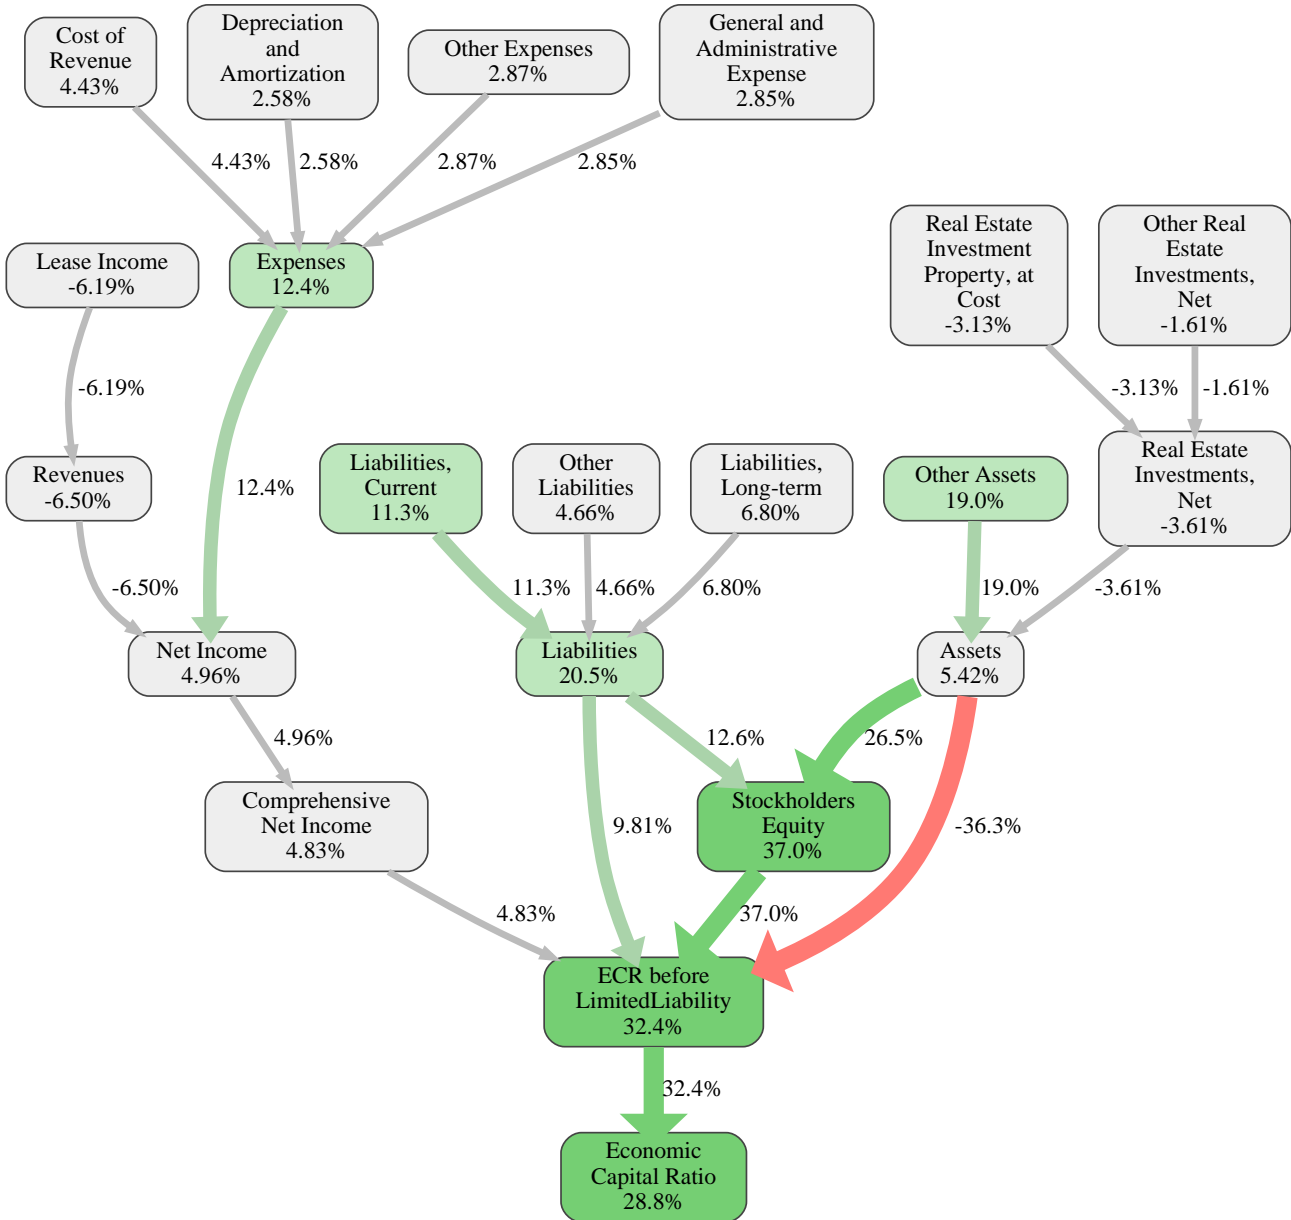 Cost of
Revenue
4.43%
Depreciation
and
Amortization
2.58%
Other Expenses
2.87%
General and
Administrative
Expense
2.85%
4.43%
2.58%
2.87%
2.85%
Lease Income
-6.19%
Expenses
12.4%
Real Estate
Investment
Property, at
Cost
-3.13%
Other Real
Estate
Investments,
Net
-1.61%
-6.19%
-3.13%
-1.61%
Revenues
-6.50%
12.4%
Liabilities,
Current
11.3%
Other
Liabilities
4.66%
Liabilities,
Long-term
6.80%
Other Assets
19.0%
Real Estate
Investments,
Net
-3.61%
-6.50%
11.3%
4.66%
6.80%
19.0%
-3.61%
Net Income
4.96%
Liabilities
20.5%
Assets
5.42%
4.96%
12.6%
26.5%
Comprehensive
Net Income
4.83%
9.81%
Stockholders
Equity
37.0%
-36.3%
4.83%
37.0%
ECR before
LimitedLiability
32.4%
32.4%
Economic
Capital Ratio
28.8%